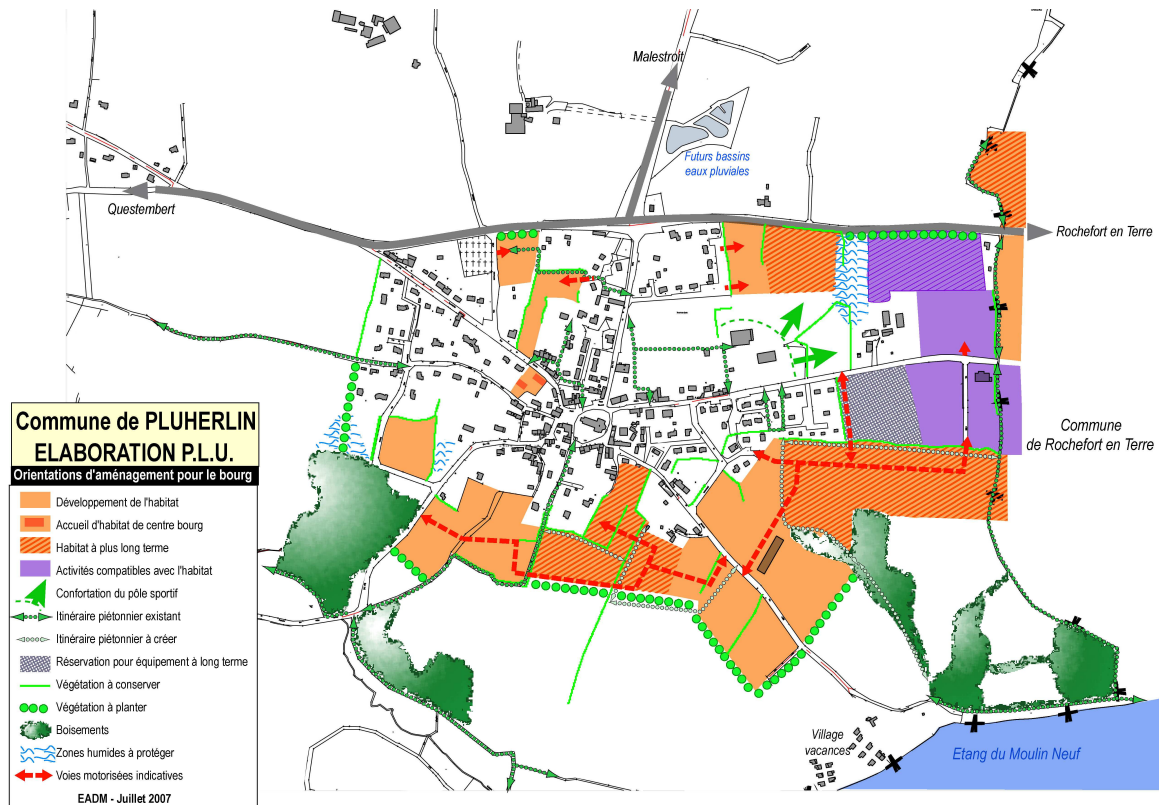 Malestroit
Futurs bassins
eaux pluviales
Questembert
Rochefort en Terre
Commune
de Rochefort en Terre
Village
vacances
Etang du Moulin Neuf
Commune de PLUHERLIN
ELABORATION P.L.U.
Orientations d'aménagement pour le bourg
Développement de l'habitat
Accueil d'habitat de centre bourg
Habitat à plus long terme
Activités compatibles avec l'habitat
Confortation du pôle sportif
Itinéraire piétonnier existant
Itinéraire piétonnier à créer
Réservation pour équipement à long terme
Végétation à conserver
Végétation à planter
Boisements
Zones humides à protéger
Voies motorisées indicatives
EADM - Juillet 2007